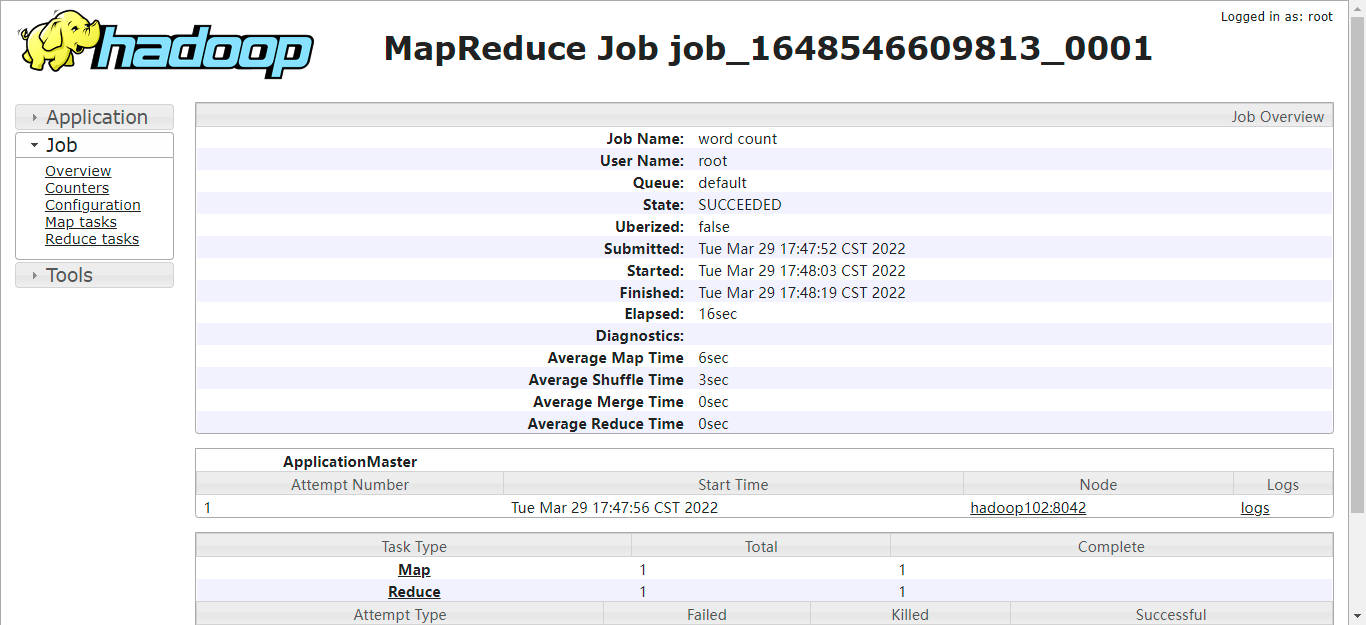 Logged in as: root
hadoop
MapReduce Job job_1648546609813_0001
Application
Job
Overview
Counters
Configuration
Map tasks
Reduce tasks
Tools
Job Overview
Job Name: word count
User Name: root
Queue: default
State: SUCCEEDED
Uberized: false
Submitted: Tue Mar 29 17:47:52 CST 2022
Started: Tue Mar 29 17:48:03 CST 2022
Finished: Tue Mar 29 17:48:19 CST 2022
Elapsed: 16sec
Diagnostics:
Average Map Time 6sec
Average Shuffle Time 3sec
Average Merge Time 0sec
Average Reduce Time 0sec
ApplicationMaster
Attempt Number Start Time Node Logs
1 Tue Mar 29 17:47:56 CST 2022 hadoop102:8042 logs
Task Type Total Complete
Map 1 1
Reduce 1 1
Attempt Type Failed Killed Successful